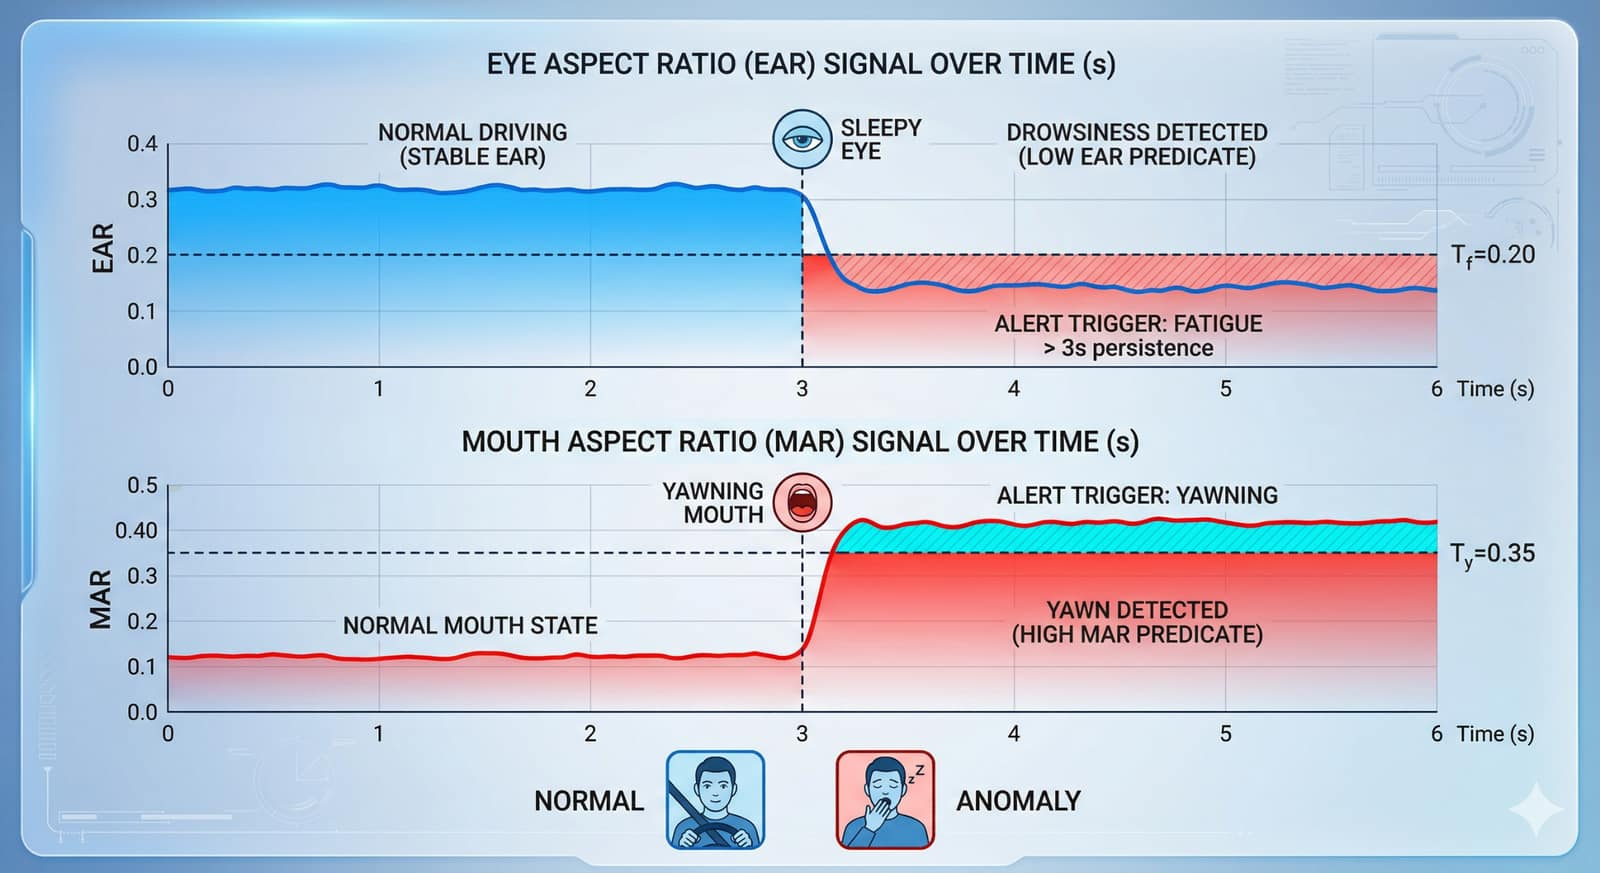 EYE ASPECT RATIO (EAR) SIGNAL OVER TIME (s)
NORMAL DRIVING
(STABLE EAR)
SLEEPY
EYE
DROWSINESS DETECTED
(LOW EAR PREDICATE)
EAR
0.4
0.3
0.2
0.1
0.0
T_f=0.20
ALERT TRIGGER: FATIGUE
> 3s persistence
0 1 2 3 4 5 6 Time (s)
MOUTH ASPECT RATIO (MAR) SIGNAL OVER TIME (s)
YAWNING
MOUTH
ALERT TRIGGER: YAWNING
MAR
0.5
0.40
0.3
0.2
0.1
0.0
T_y=0.35
NORMAL MOUTH STATE
YAWN DETECTED
(HIGH MAR PREDICATE)
0 1 2 3 4 5 6 Time (s)
NORMAL
zZ
ANOMALY